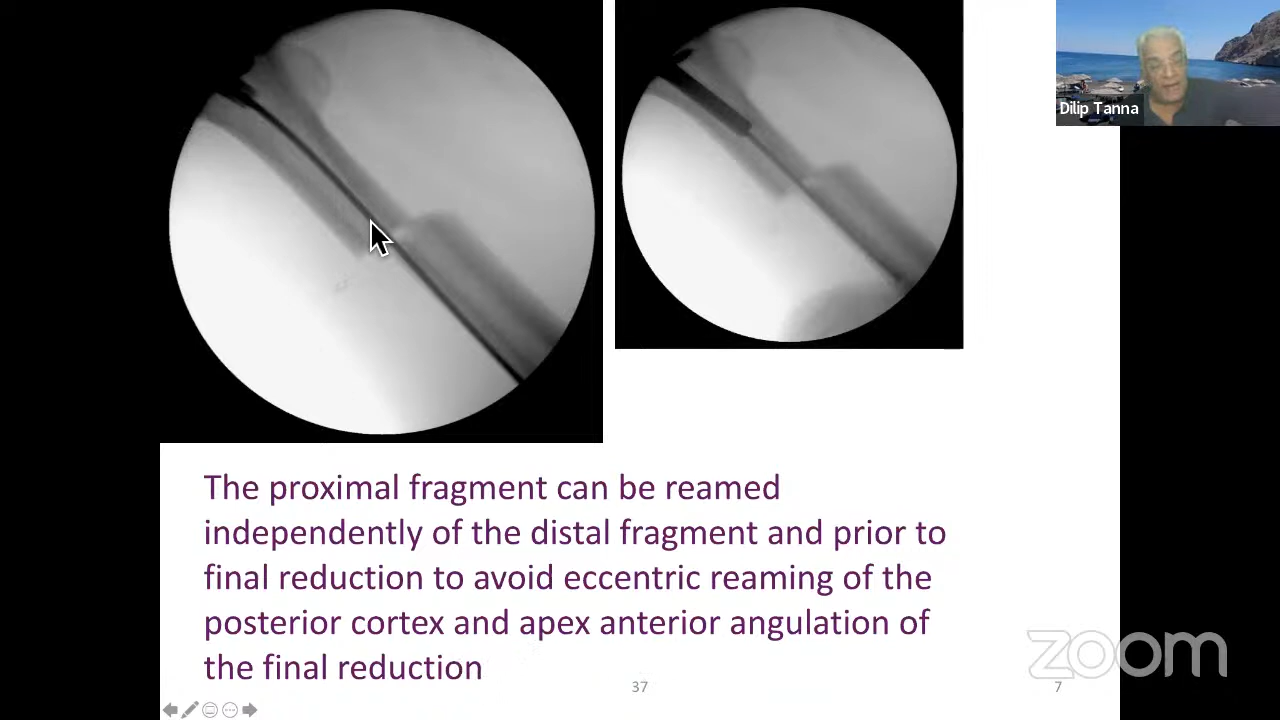 Dilip Tanna
The proximal fragment can be reamed
independently of the distal fragment and prior to
final reduction to avoid eccentric reaming of the
posterior cortex and apex anterior angulation of
the final reduction
zoom
37
7